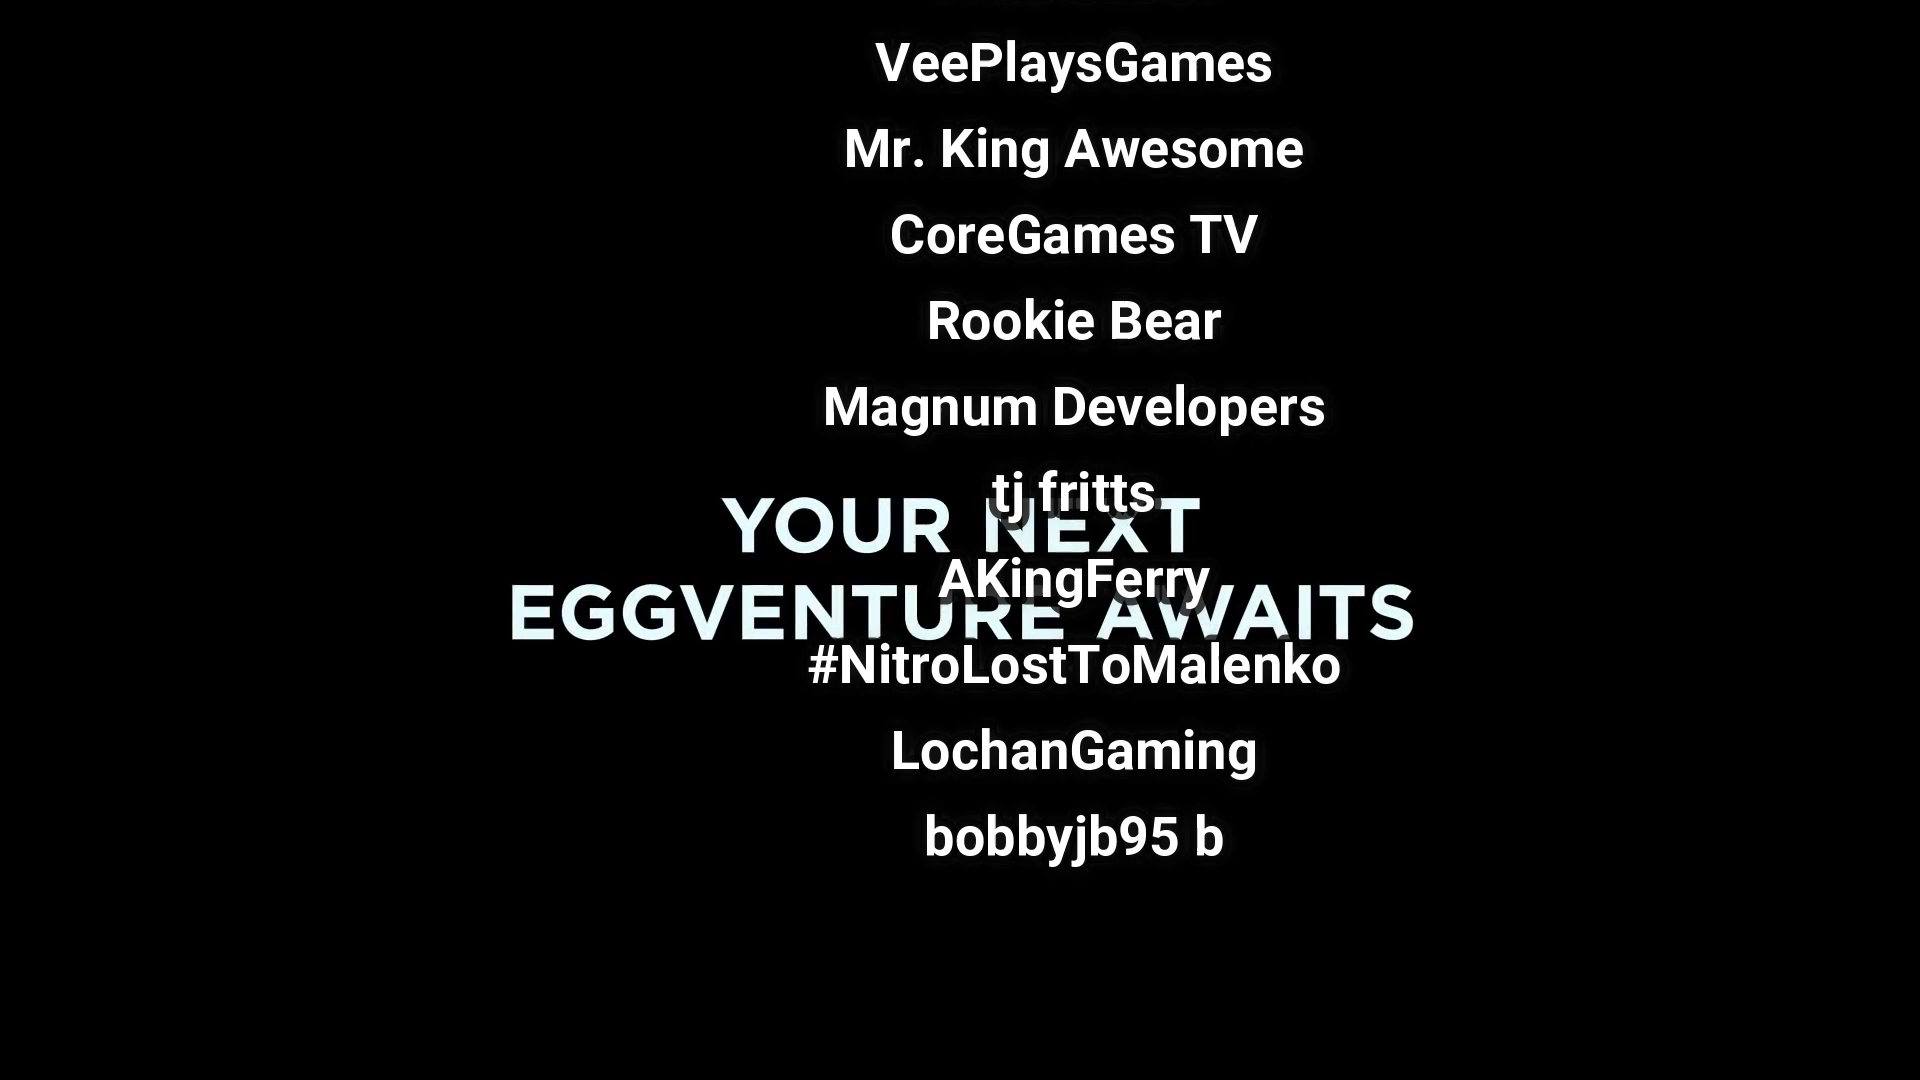 VeePlaysGames
Mr. King Awesome
CoreGames TV
Rookie Bear
Magnum Developers
tj fritts
YOUR NEXT
AKingFerry
EGGVENTURE AWAITS
#NitroLostToMalenko
LochanGaming
bobbyjb95 b